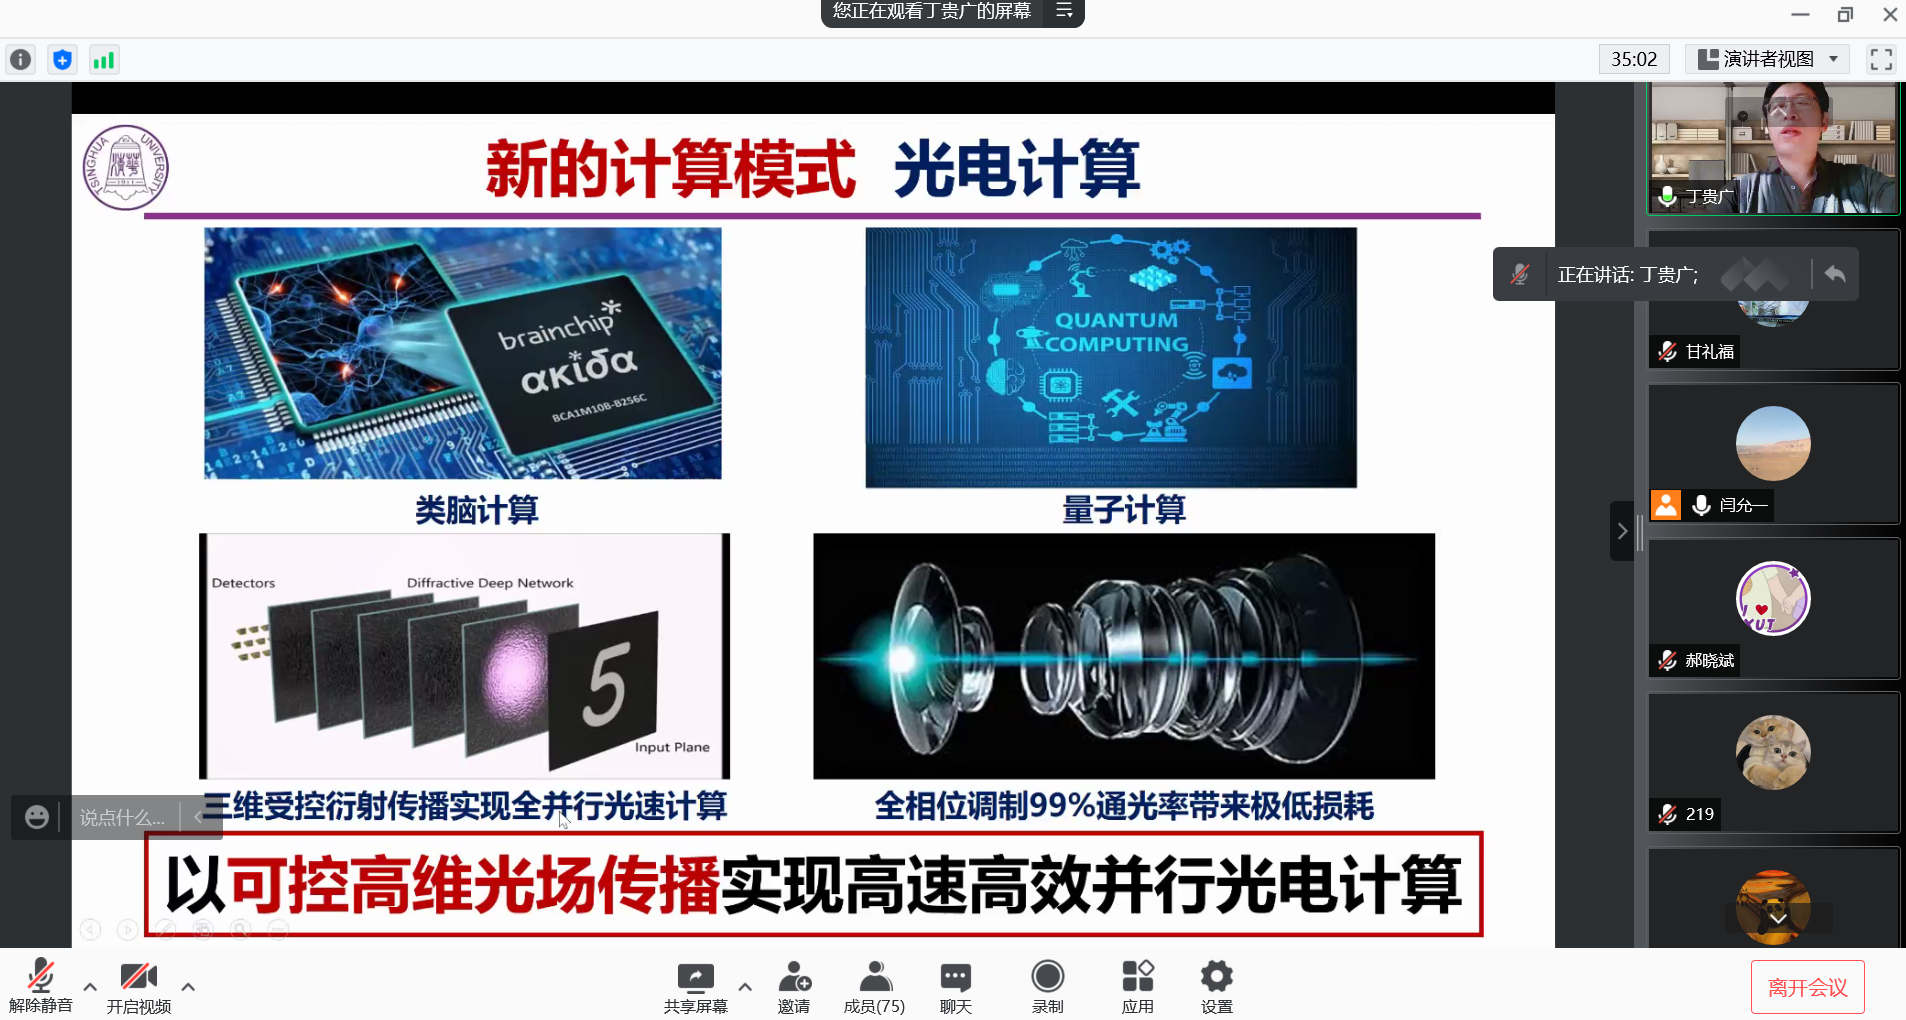 您正在观看丁贵广的屏幕
35:02
演讲者视图
TSINGHUA UNIVERSITY
1911
新的计算模式 光电计算
brainchip
akida
BCA1M10B-B256C
QUANTUM
COMPUTING
类脑计算
量子计算
Detectors
Diffractive Deep Network
5
Input Plane
三维受控衍射传播实现全并行光速计算
全相位调制99%通光率带来极低损耗
以可控高维光场传播实现高速高效并行光电计算
说点什么...
丁贵广
正在讲话: 丁贵广;
甘礼福
闫允一
郝晓斌
219
解除静音
开启视频
共享屏幕
邀请
成员(75)
聊天
录制
应用
设置
离开会议